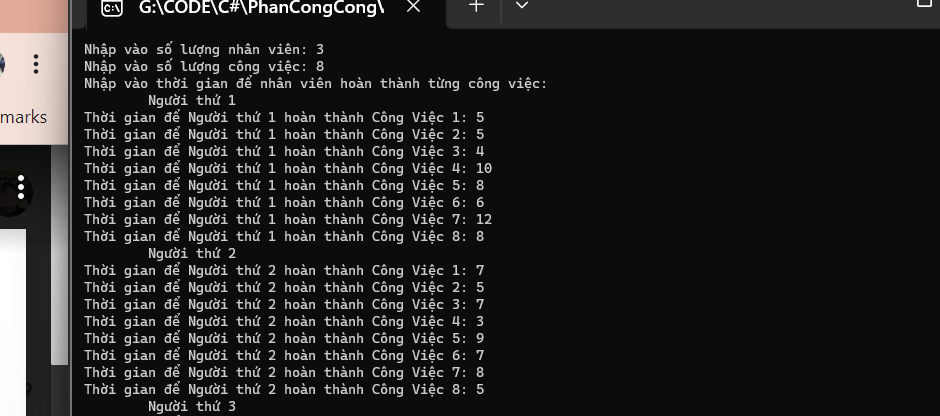 G:\CODE\C#\PhanCongCong\
Nhập vào số lượng nhân viên: 3
Nhập vào số lượng công việc: 8
Nhập vào thời gian để nhân viên hoàn thành từng công việc:
Người thứ 1
Thời gian để Người thứ 1 hoàn thành Công Việc 1: 5
Thời gian để Người thứ 1 hoàn thành Công Việc 2: 5
marks
Thời gian để Người thứ 1 hoàn thành Công Việc 3: 4
Thời gian để Người thứ 1 hoàn thành Công Việc 4: 10
Thời gian để Người thứ 1 hoàn thành Công Việc 5: 8
Thời gian để Người thứ 1 hoàn thành Công Việc 6: 6
Thời gian để Người thứ 1 hoàn thành Công Việc 7: 12
Thời gian để Người thứ 1 hoàn thành Công Việc 8: 8
Người thứ 2
Thời gian để Người thứ 2 hoàn thành Công Việc 1: 7
Thời gian để Người thứ 2 hoàn thành Công Việc 2: 5
Thời gian để Người thứ 2 hoàn thành Công Việc 3: 7
Thời gian để Người thứ 2 hoàn thành Công Việc 4: 3
Thời gian để Người thứ 2 hoàn thành Công Việc 5: 9
Thời gian để Người thứ 2 hoàn thành Công Việc 6: 7
Thời gian để Người thứ 2 hoàn thành Công Việc 7: 8
Thời gian để Người thứ 2 hoàn thành Công Việc 8: 5
Người thứ 3